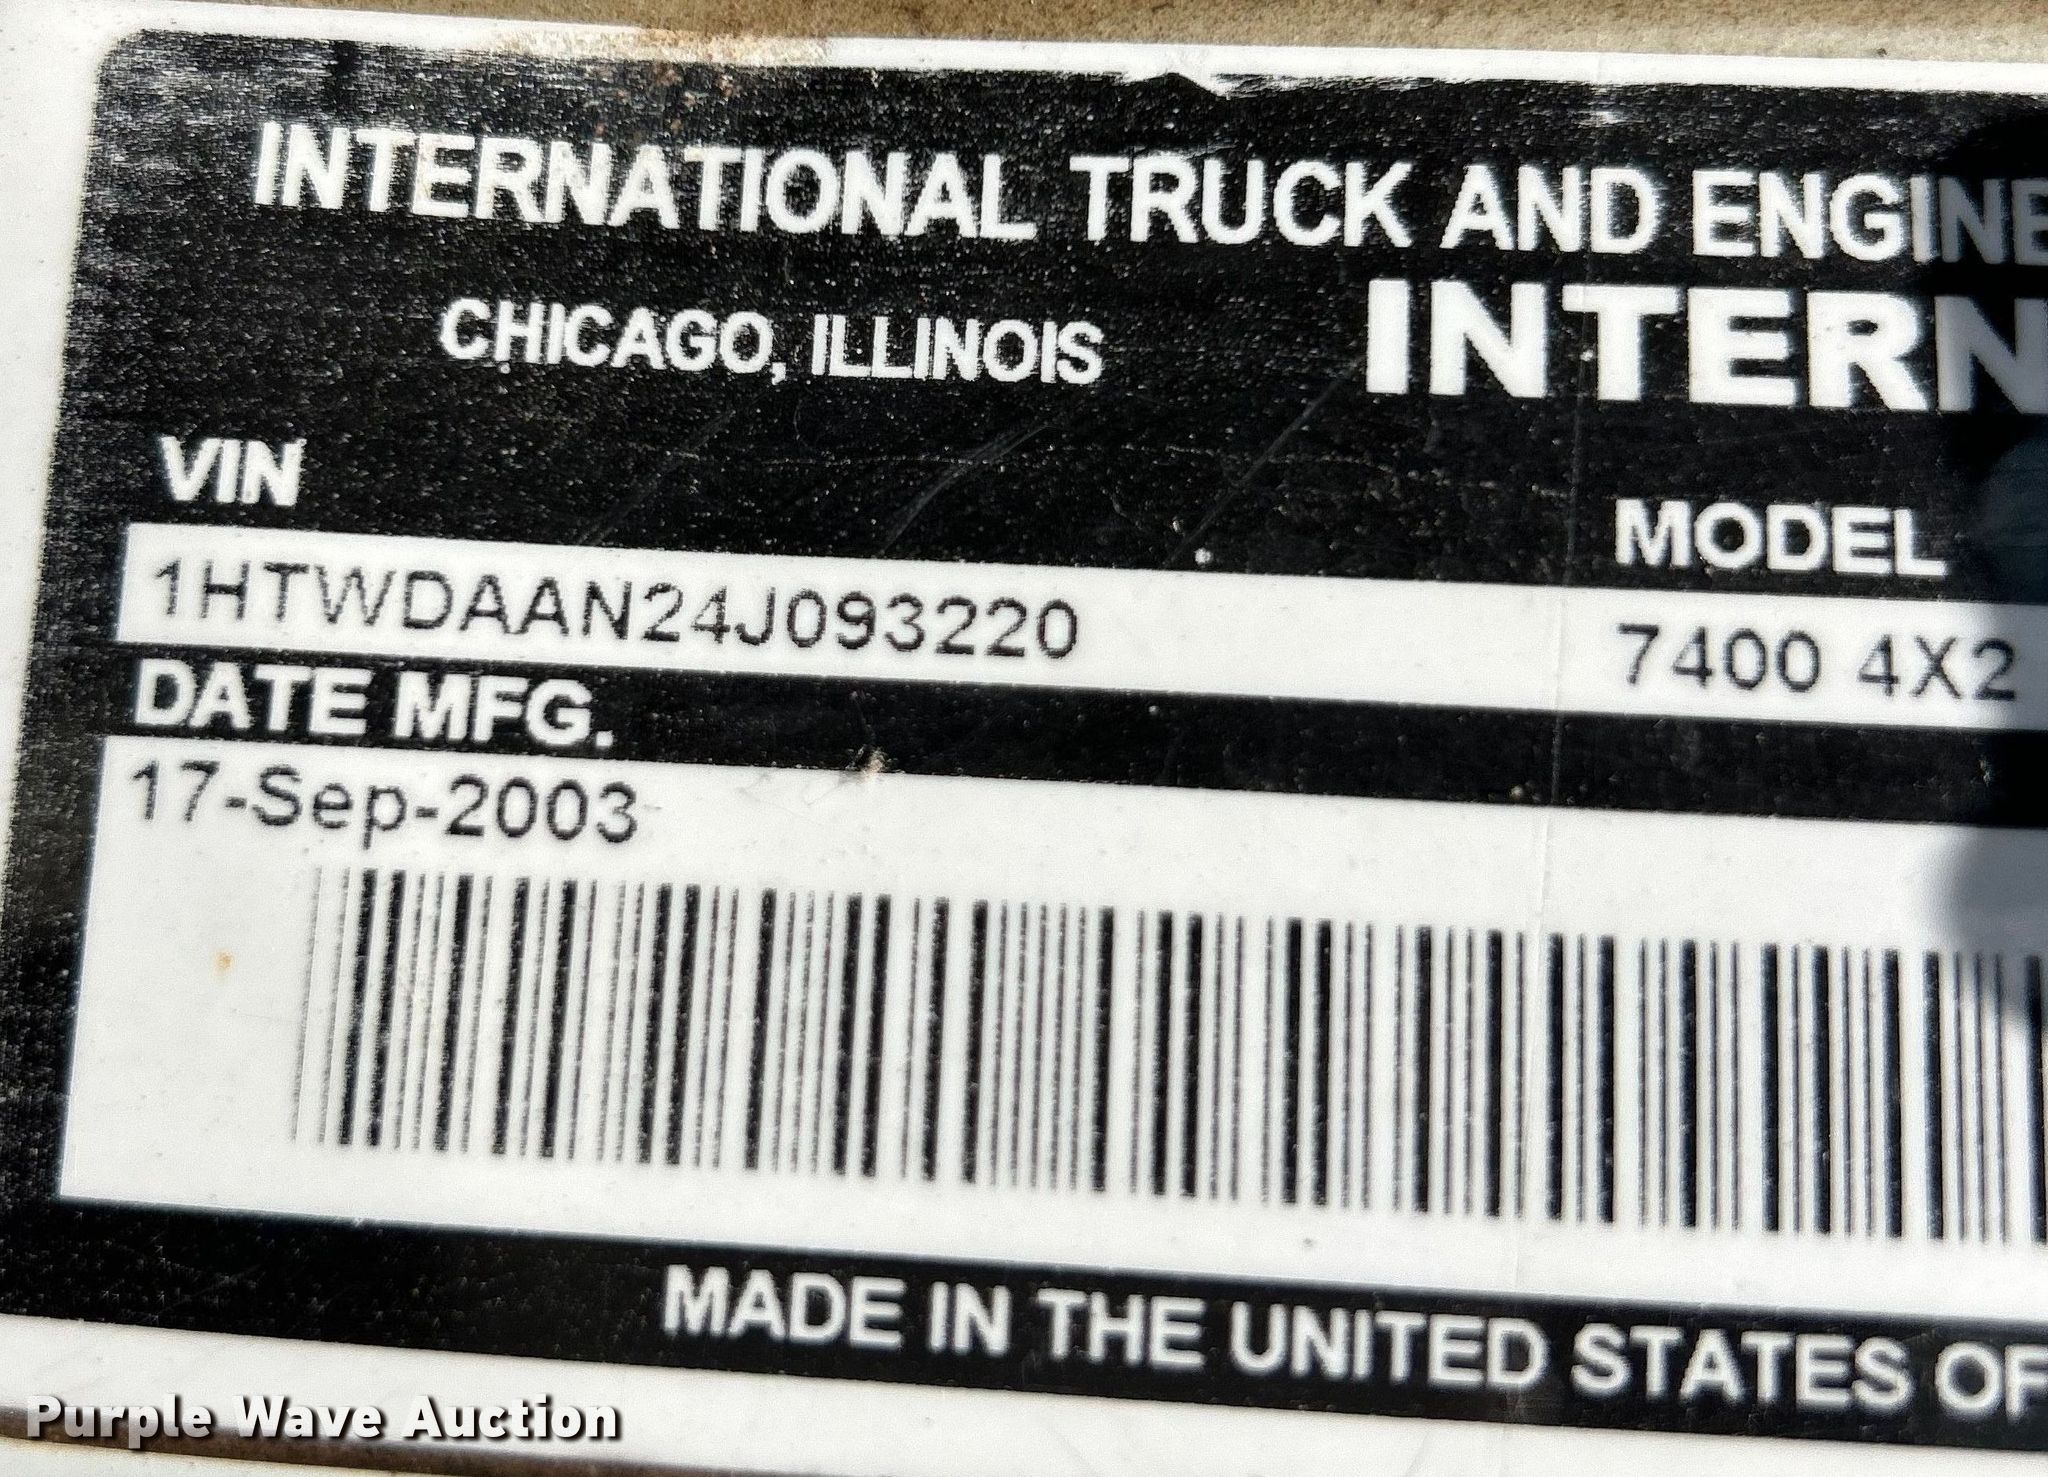 INTERNATIONAL TRUCK AND ENGINE
CHICAGO, ILLINOIS
INTERN
VIN
MODEL
1HTWDAAN24J093220
7400 4X2
DATE MFG.
17-Sep-2003
MADE IN THE UNITED STATES OF
Purple Wave Auction